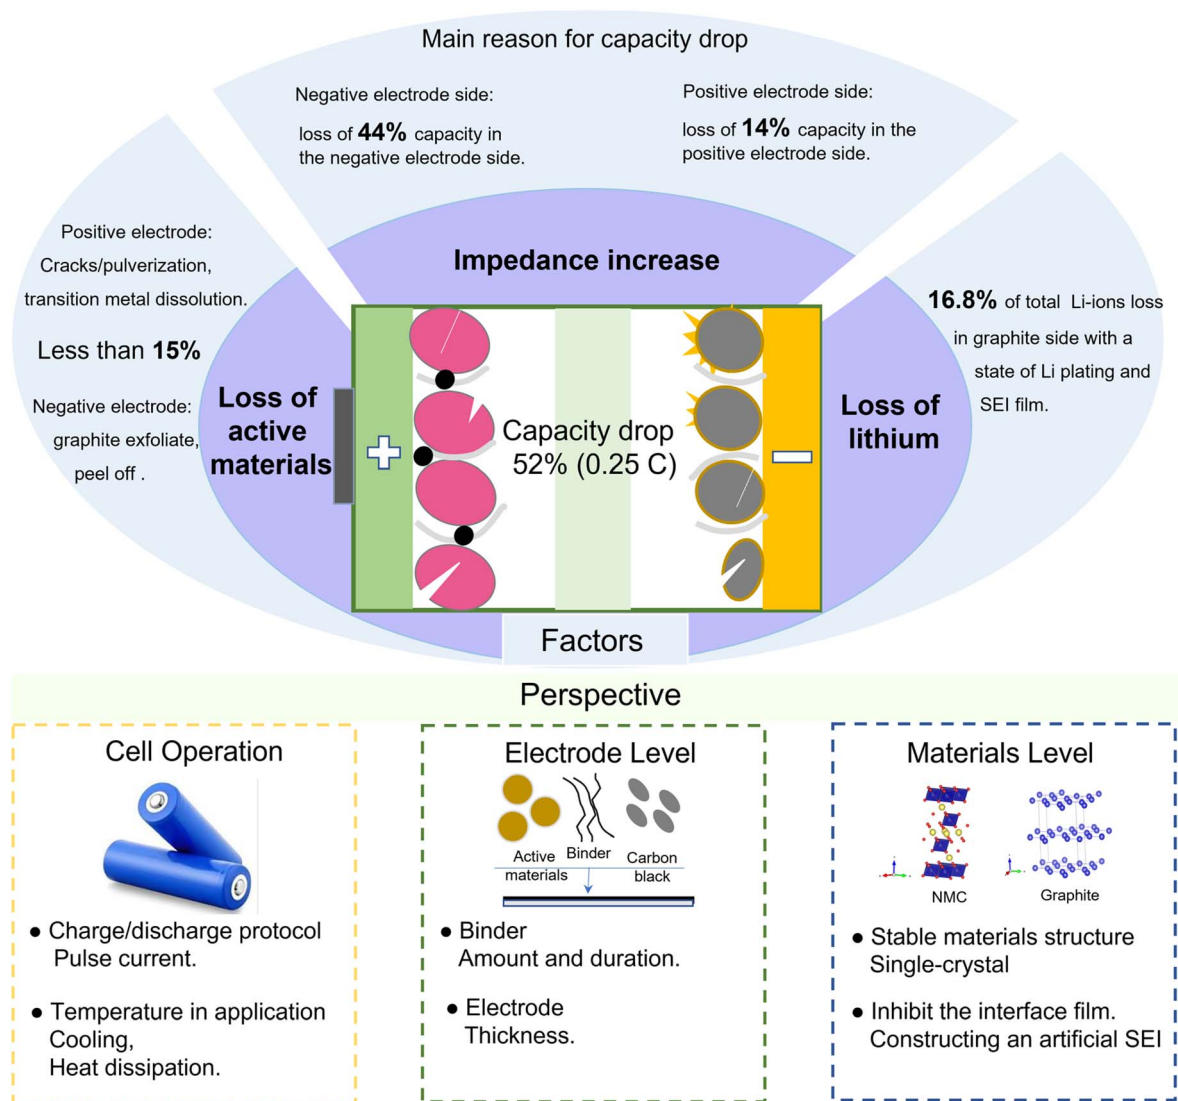 Main reason for capacity drop
Negative electrode side:
loss of 44% capacity in
the negative electrode side.
Positive electrode side:
loss of 14% capacity in the
positive electrode side.
Positive electrode:
Cracks/pulverization,
transition metal dissolution.
Less than 15%
Negative electrode:
graphite exfoliate,
peel off .
Impedance increase
Loss of
active
materials
Capacity drop
52% (0.25 C)
Loss of
lithium
16.8% of total Li-ions loss
in graphite side with a
state of Li plating and
SEI film.
Factors
Perspective
Cell Operation
● Charge/discharge protocol
Pulse current.
● Temperature in application
Cooling,
Heat dissipation.
Electrode Level
Active
materials
Binder
Carbon
black
● Binder
Amount and duration.
● Electrode
Thickness.
Materials Level
NMC
Graphite
● Stable materials structure
Single-crystal
● Inhibit the interface film.
Constructing an artificial SEI